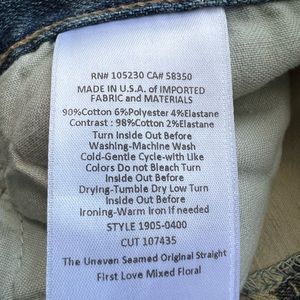 RN# 105230 CA# 58350
MADE IN U.S.A. of IMPORTED
FABRIC and MATERIALS
90%Cotton 6%Polyester 4%Elastane
Contrast : 98%Cotton 2%Elastane
Turn Inside Out Before
Washing-Machine Wash
Cold-Gentle Cycle-with Like
Colors Do not Bleach Turn
Inside Out Before
Drying-Tumble Dry Low Turn
Inside Out Before
Ironing-Warm Iron if needed
STYLE 1905-0400
CUT 107435
The Uneven Seamed Original Straight
First Love Mixed Floral